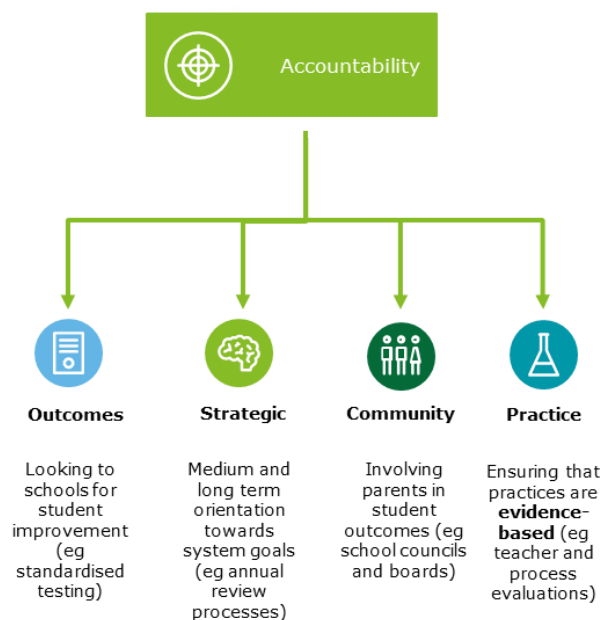 Accountability
Outcomes
Looking to
schools for
student
improvement
(eg
standardised
testing)
Strategic
Medium and
long term
orientation
towards
system goals
(eg annual
review
processes)
Community
Involving
parents in
student
outcomes (eg
school councils
and boards)
Practice
Ensuring that
practices are
evidence-
based (eg
teacher and
process
evaluations)